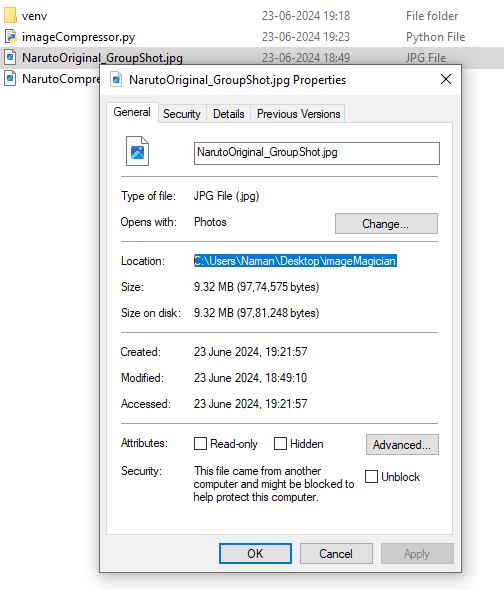 venv 23-06-2024 19:18 File folder
imageCompressor.py 23-06-2024 19:23 Python File
NarutoOriginal_GroupShot.jpg 23-06-2024 18:49 JPG File
NarutoCompre
NarutoOriginal_GroupShot.jpg Properties
General Security Details Previous Versions
NarutoOriginal_GroupShot.jpg
Type of file: JPG File (.jpg)
Opens with: Photos Change...
Location: C:\Users\Naman\Desktop\imageMagician
Size: 9.32 MB (97,74,575 bytes)
Size on disk: 9.32 MB (97,81,248 bytes)
Created: 23 June 2024, 19:21:57
Modified: 23 June 2024, 18:49:10
Accessed: 23 June 2024, 19:21:57
Attributes: Read-only Hidden Advanced...
Security: This file came from another
computer and might be blocked to
help protect this computer.
Unblock
OK Cancel Apply